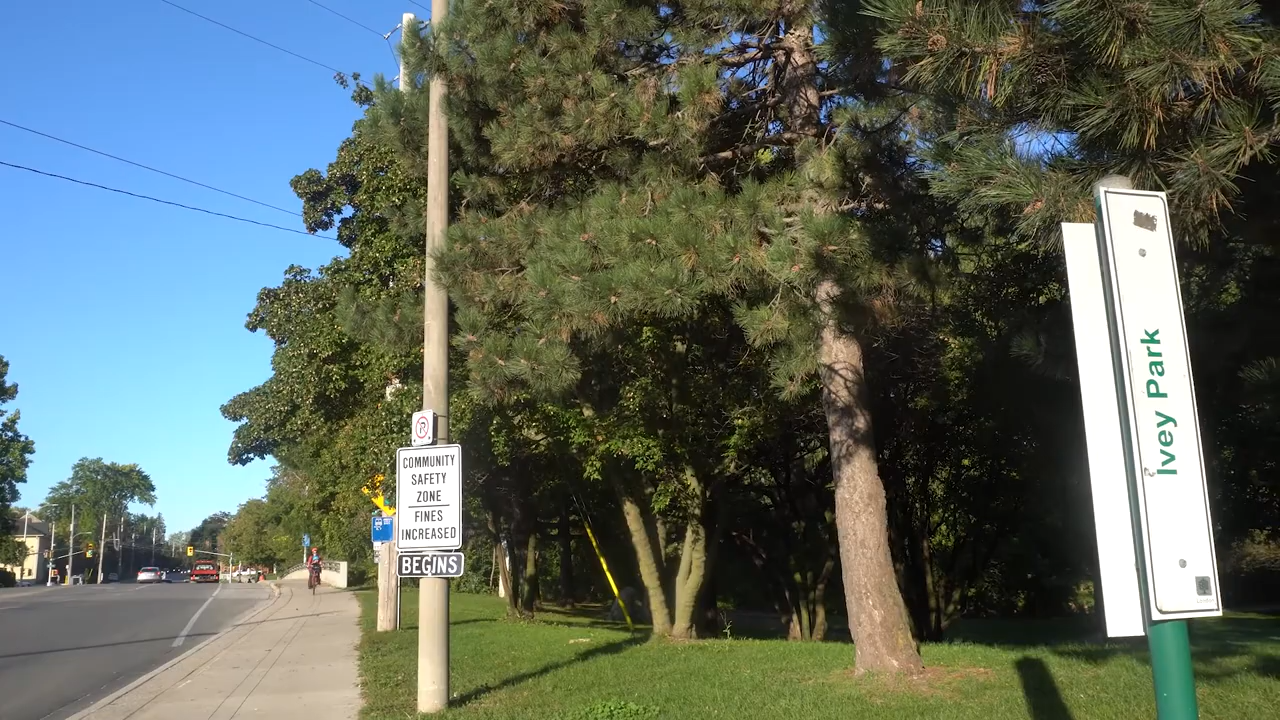 COMMUNITY
SAFETY
ZONE
FINES
INCREASED
BEGINS
Ivey Park